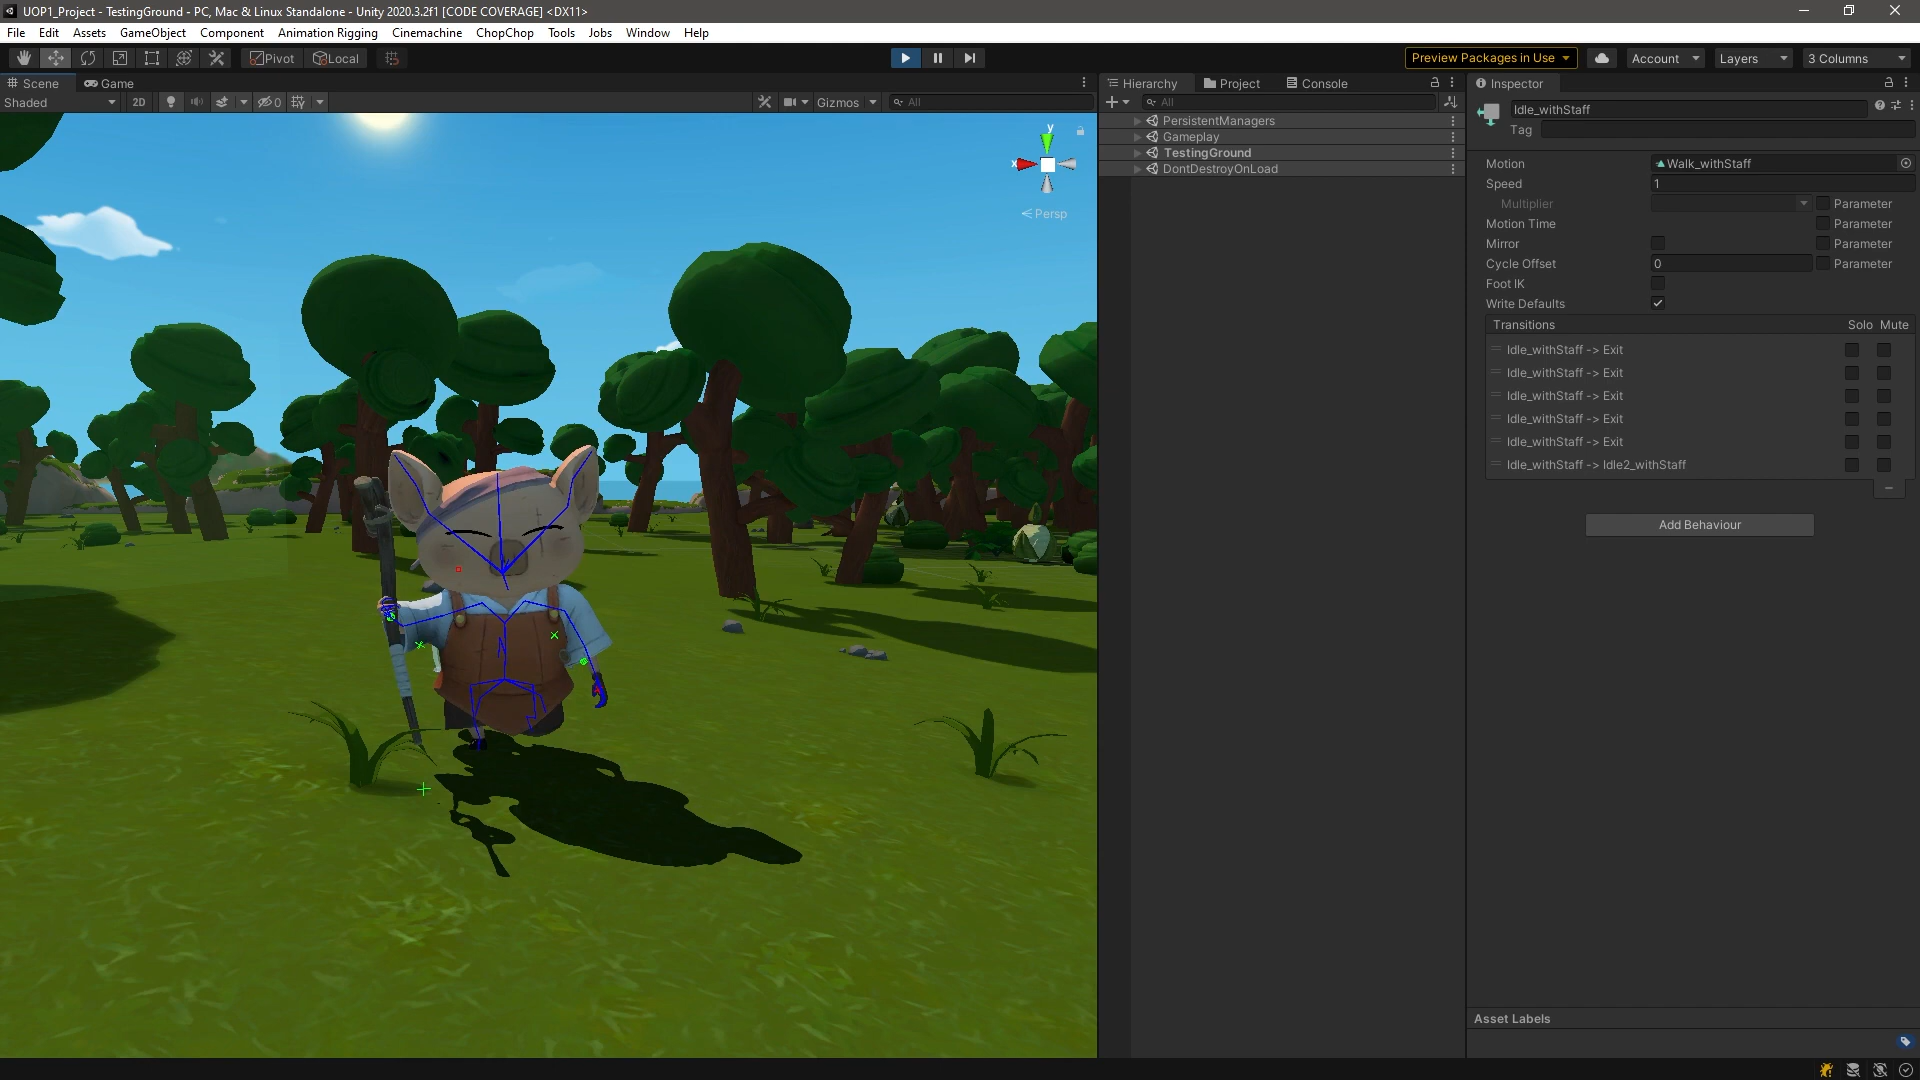 UOP1_Project - TestingGround - PC, Mac & Linux Standalone - Unity 2020.3.2f1 [CODE COVERAGE] <DX11>
File Edit Assets GameObject Component Animation Rigging Cinemachine ChopChop Tools Jobs Window Help
Pivot Local Preview Packages in Use Account Layers 3 Columns
Scene Game
Shaded 2D 0 Gizmos All
y
x
Persp
Hierarchy Project Console
All
PersistentManagers
Gameplay
TestingGround
DontDestroyOnLoad
Inspector
Idle_withStaff
Tag
Motion Walk_withStaff
Speed 1
Multiplier Parameter
Motion Time Parameter
Mirror Parameter
Cycle Offset 0 Parameter
Foot IK
Write Defaults
Transitions Solo Mute
Idle_withStaff -> Exit
Idle_withStaff -> Exit
Idle_withStaff -> Exit
Idle_withStaff -> Exit
Idle_withStaff -> Exit
Idle_withStaff -> Idle2_withStaff
Add Behaviour
Asset Labels